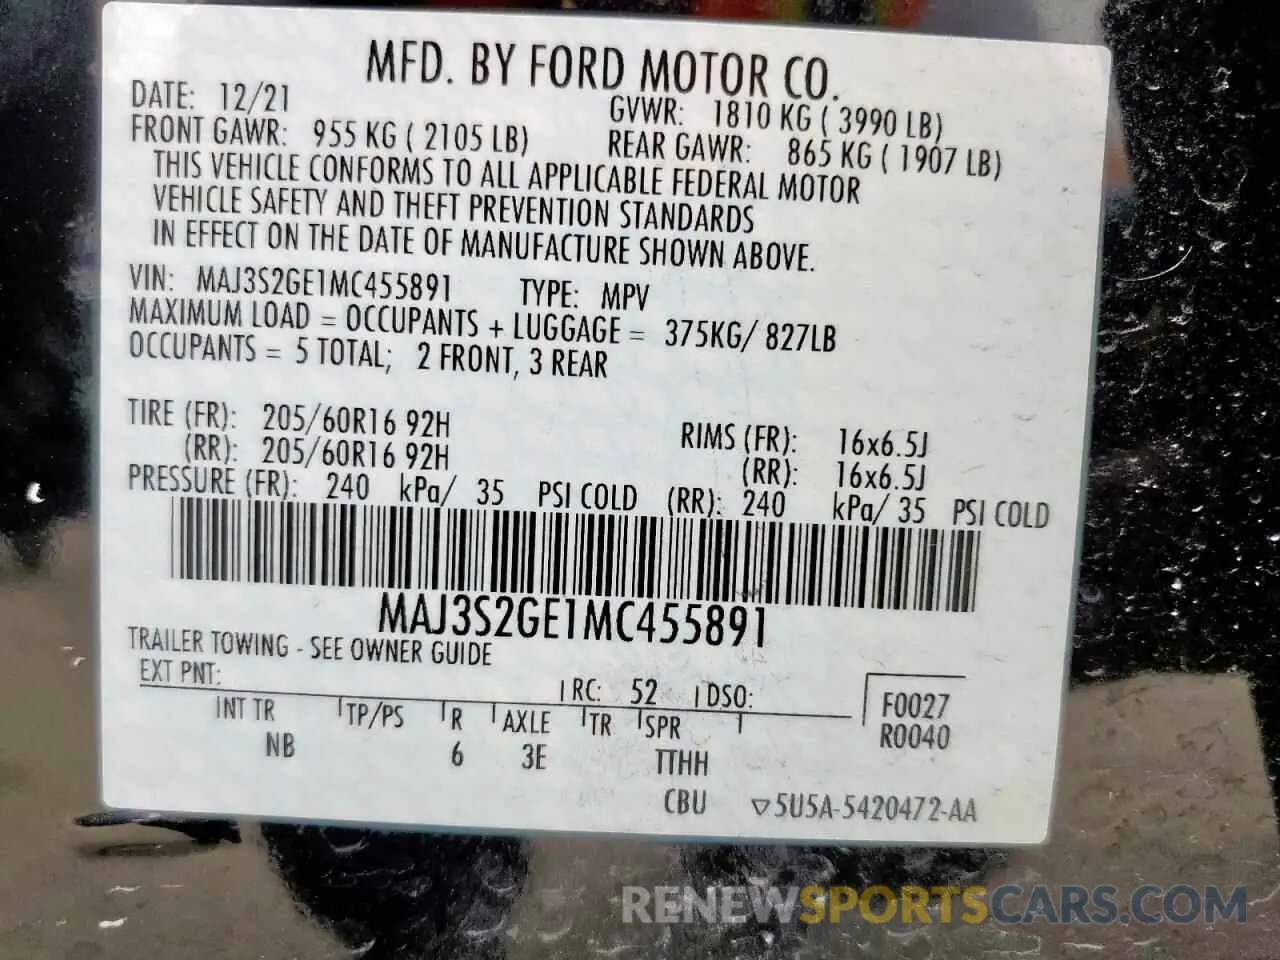 MFD. BY FORD MOTOR CO.
DATE: 12/21 GVWR: 1810 KG ( 3990 LB)
FRONT GAWR: 955 KG ( 2105 LB) REAR GAWR: 865 KG ( 1907 LB)
THIS VEHICLE CONFORMS TO ALL APPLICABLE FEDERAL MOTOR
VEHICLE SAFETY AND THEFT PREVENTION STANDARDS
IN EFFECT ON THE DATE OF MANUFACTURE SHOWN ABOVE.
VIN: MAJ3S2GE1MC455891 TYPE: MPV
MAXIMUM LOAD = OCCUPANTS + LUGGAGE = 375KG/ 827LB
OCCUPANTS = 5 TOTAL; 2 FRONT, 3 REAR
TIRE (FR): 205/60R16 92H RIMS (FR): 16x6.5J
(RR): 205/60R16 92H (RR): 16x6.5J
PRESSURE (FR): 240 kPa/ 35 PSI COLD (RR): 240 kPa/ 35 PSI COLD
MAJ3S2GE1MC455891
TRAILER TOWING - SEE OWNER GUIDE
EXT PNT: RC: 52 DSO: F0027
INT TR TP/PS R AXLE TR SPR R0040
NB 6 3E TTHH
CBU ▽5U5A-5420472-AA
RENEWSPORTSCARS.COM